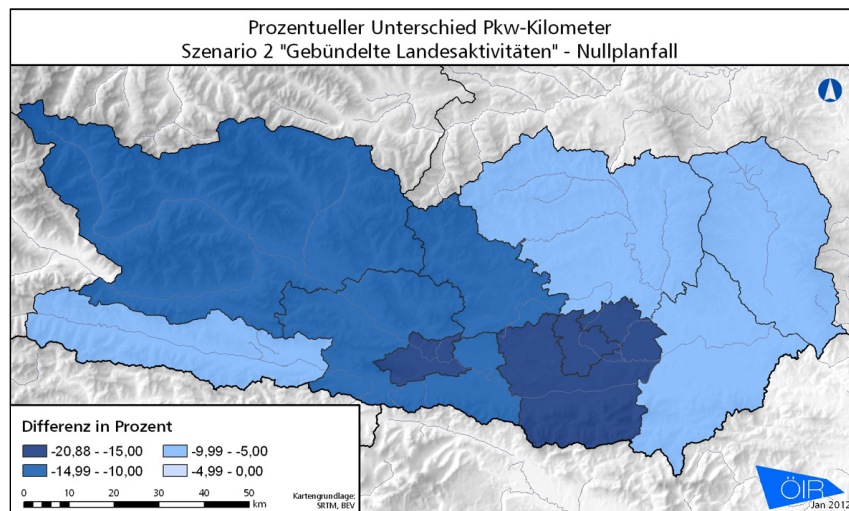 Prozentueller Unterschied Pkw-Kilometer
Szenario 2 "Gebündelte Landesaktivitäten" - Nullplanfall
Differenz in Prozent
-20,88 - -15,00 -9,99 - -5,00
-14,99 - -10,00 -4,99 - 0,00
0 5 10 20 30 40 50
km
Kartengrundlage:
SRTM, BEV
ÖIR
Jan 2012